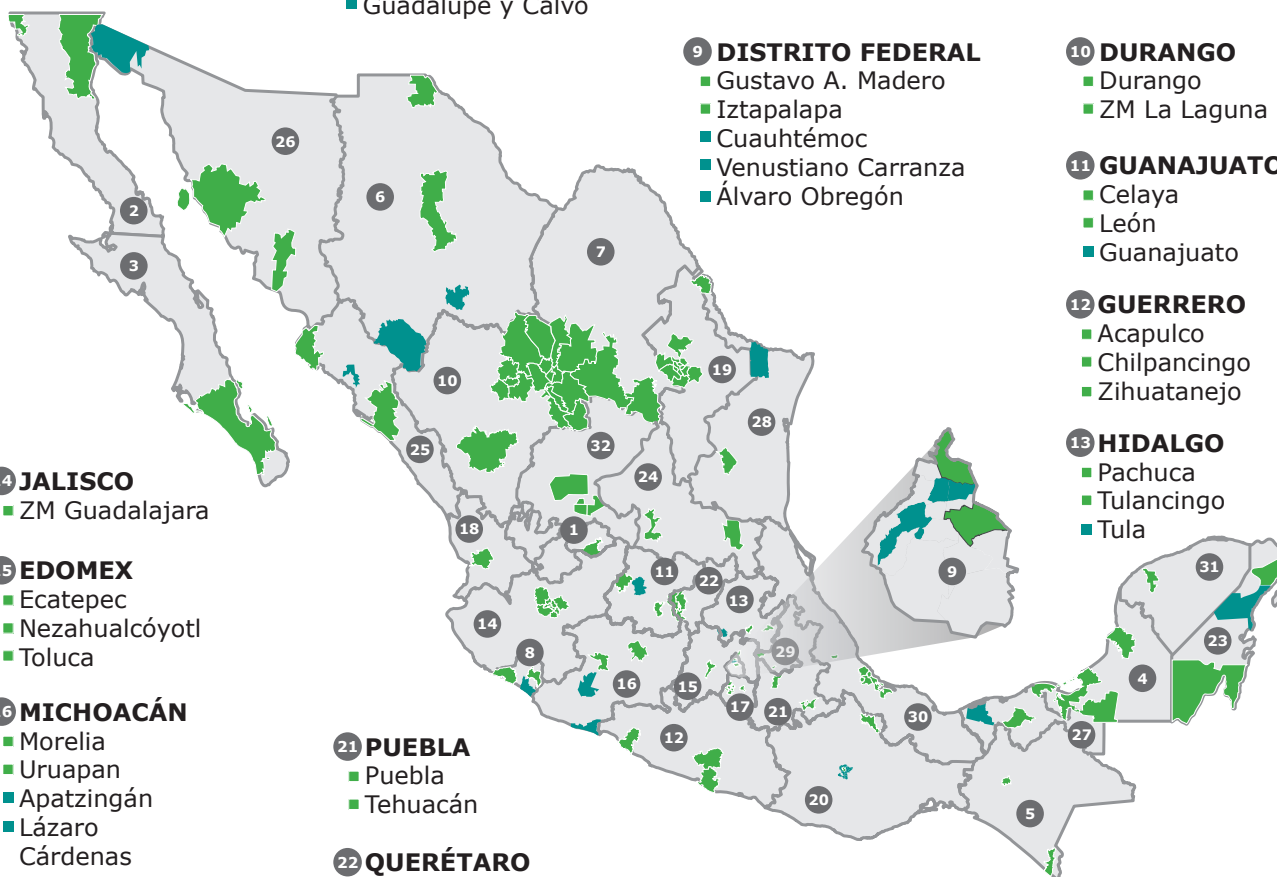 Guadalupe y Calvo
9 DISTRITO FEDERAL
Gustavo A. Madero
Iztapalapa
Cuauhtémoc
Venustiano Carranza
Álvaro Obregón
10 DURANGO
Durango
ZM La Laguna
11 GUANAJUATO
Celaya
León
Guanajuato
12 GUERRERO
Acapulco
Chilpancingo
Zihuatanejo
13 HIDALGO
Pachuca
Tulancingo
Tula
4 JALISCO
ZM Guadalajara
5 EDOMEX
Ecatepec
Nezahualcóyotl
Toluca
6 MICHOACÁN
Morelia
Uruapan
Apatzingán
Lázaro
Cárdenas
21 PUEBLA
Puebla
Tehuacán
22 QUERÉTARO
26
2
3
6
7
10
19
28
25
32
24
18
1
11
22
13
14
8
16
15
29
17
21
12
30
20
9
31
23
4
27
5